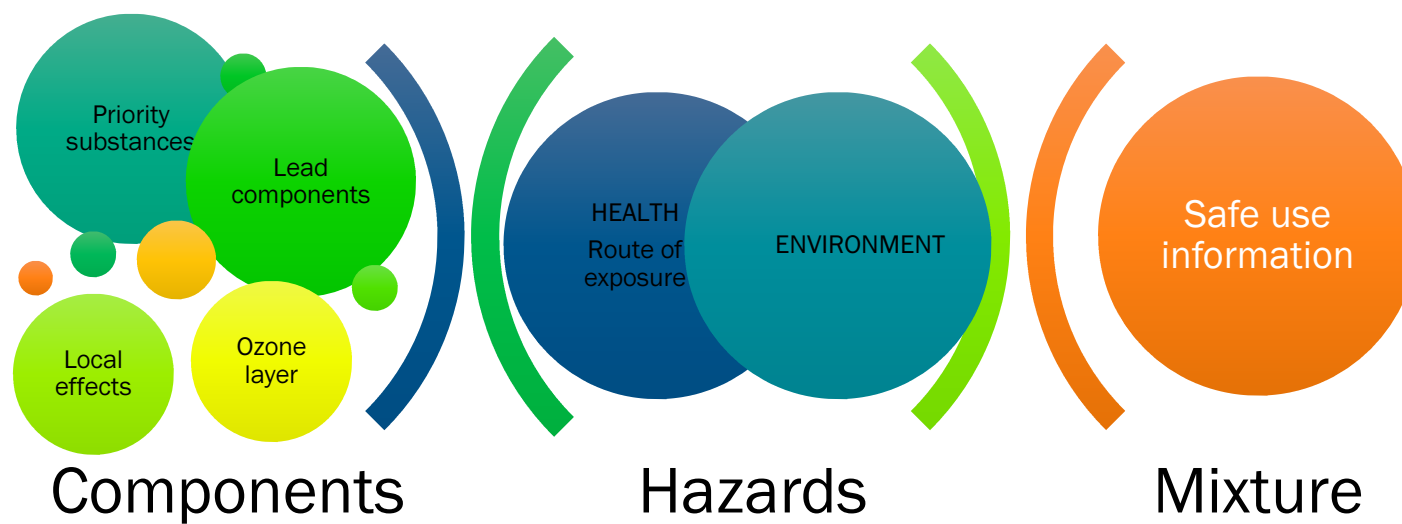 Priority
substances
Lead
components
Local
effects
Ozone
layer
HEALTH
Route of
exposure
ENVIRONMENT
Safe use
information
Components
Hazards
Mixture